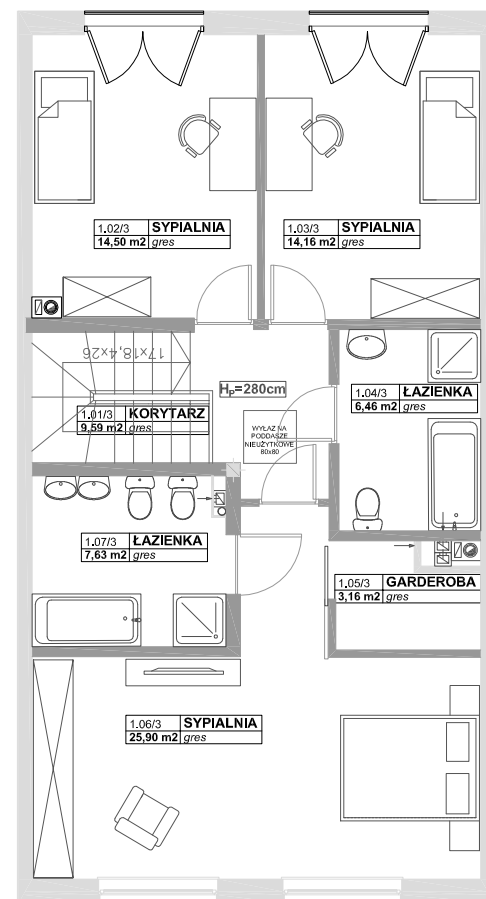 1.02/3 SYPIALNIA
14,50 m2 gres
1.03/3 SYPIALNIA
14,16 m2 gres
17x18,4x26
Hp=280cm
1.04/3 ŁAZIENKA
6,46 m2 gres
1.01/3 KORYTARZ
9,59 m2 gres
WYŁAZ NA
PODDASZE
NIEUŻYTKOWE
80x80
1.07/3 ŁAZIENKA
7,63 m2 gres
1.05/3 GARDEROBA
3,16 m2 gres
1.06/3 SYPIALNIA
25,90 m2 gres